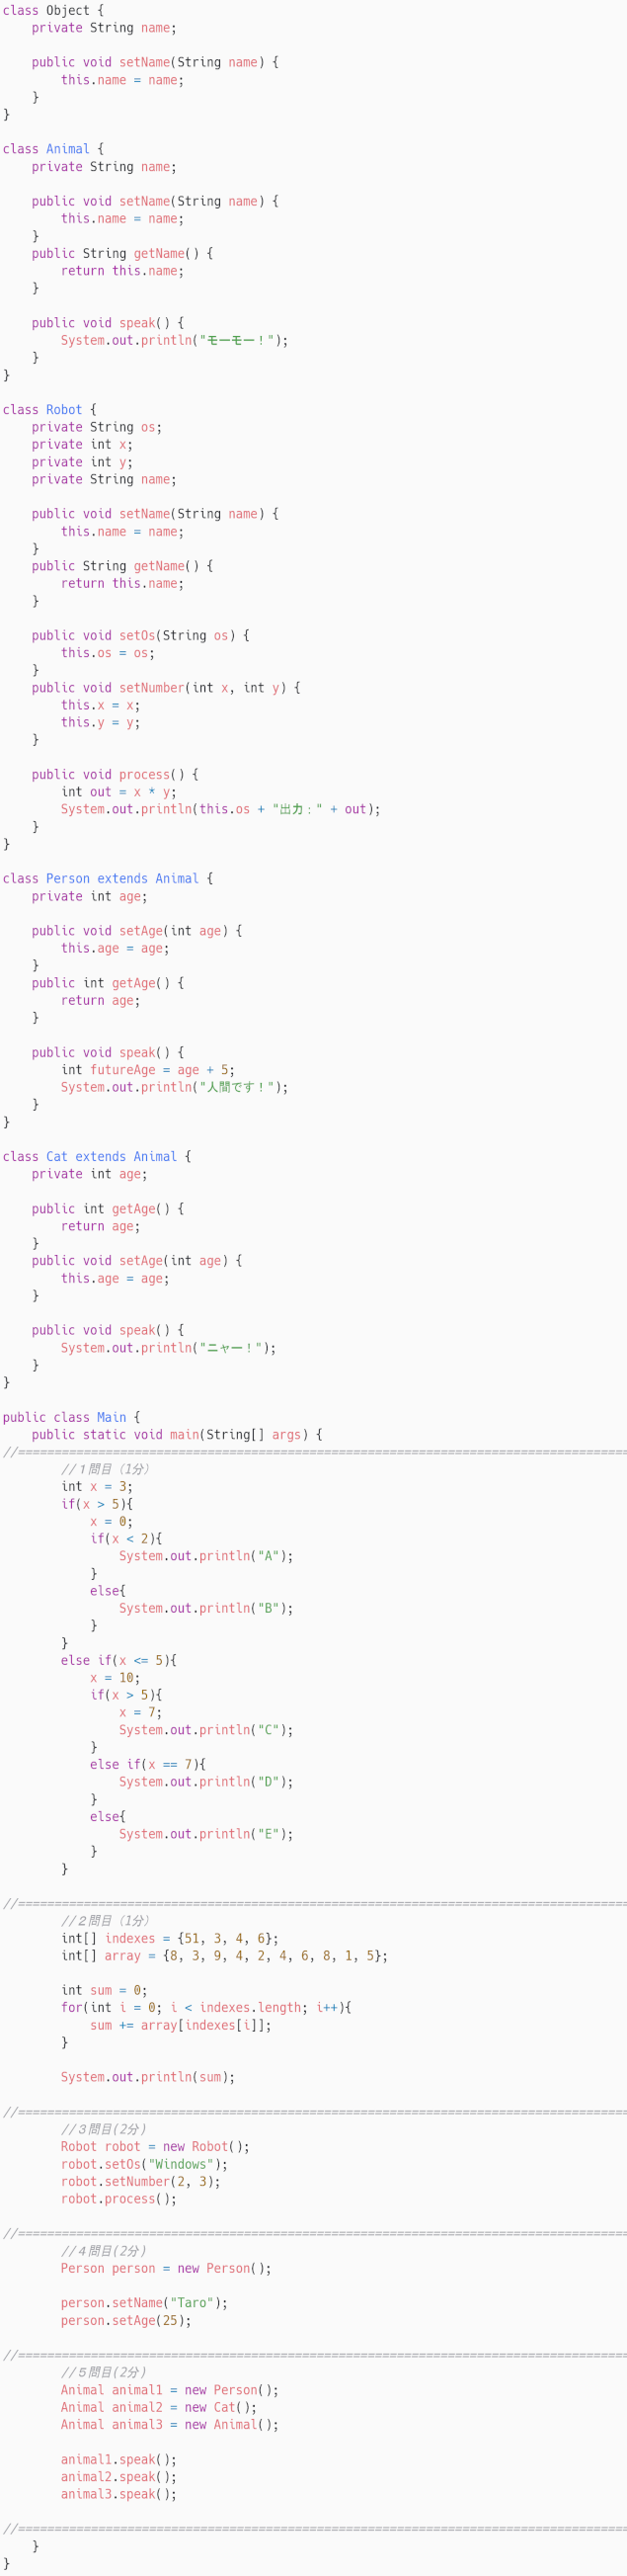 class Object {
    private String name;

    public void setName(String name) {
        this.name = name;
    }
}

class Animal {
    private String name;

    public void setName(String name) {
        this.name = name;
    }
    public String getName() {
        return this.name;
    }

    public void speak() {
        System.out.println("モーモー！");
    }
}

class Robot {
    private String os;
    private int x;
    private int y;
    private String name;

    public void setName(String name) {
        this.name = name;
    }
    public String getName() {
        return this.name;
    }

    public void setOs(String os) {
        this.os = os;
    }
    public void setNumber(int x, int y) {
        this.x = x;
        this.y = y;
    }

    public void process() {
        int out = x * y;
        System.out.println(this.os + "出力：" + out);
    }
}

class Person extends Animal {
    private int age;

    public void setAge(int age) {
        this.age = age;
    }
    public int getAge() {
        return age;
    }

    public void speak() {
        int futureAge = age + 5;
        System.out.println("人間です！");
    }
}

class Cat extends Animal {
    private int age;

    public int getAge() {
        return age;
    }
    public void setAge(int age) {
        this.age = age;
    }

    public void speak() {
        System.out.println("ニャー！");
    }
}

public class Main {
    public static void main(String[] args) {
//====================================================================================
        //１問目（1分）
        int x = 3;
        if(x > 5){
            x = 0;
            if(x < 2){
                System.out.println("A");
            }
            else{
                System.out.println("B");
            }
        }
        else if(x <= 5){
            x = 10;
            if(x > 5){
                x = 7;
                System.out.println("C");
            }
            else if(x == 7){
                System.out.println("D");
            }
            else{
                System.out.println("E");
            }
        }

//====================================================================================
        //２問目（1分）
        int[] indexes = {51, 3, 4, 6};
        int[] array = {8, 3, 9, 4, 2, 4, 6, 8, 1, 5};

        int sum = 0;
        for(int i = 0; i < indexes.length; i++){
            sum += array[indexes[i]];
        }

        System.out.println(sum);

//====================================================================================
        //３問目(2分)
        Robot robot = new Robot();
        robot.setOs("Windows");
        robot.setNumber(2, 3);
        robot.process();

//====================================================================================
        //４問目(2分)
        Person person = new Person();

        person.setName("Taro");
        person.setAge(25);

//====================================================================================
        //５問目(2分)
        Animal animal1 = new Person();
        Animal animal2 = new Cat();
        Animal animal3 = new Animal();

        animal1.speak();
        animal2.speak();
        animal3.speak();

//====================================================================================
    }
}